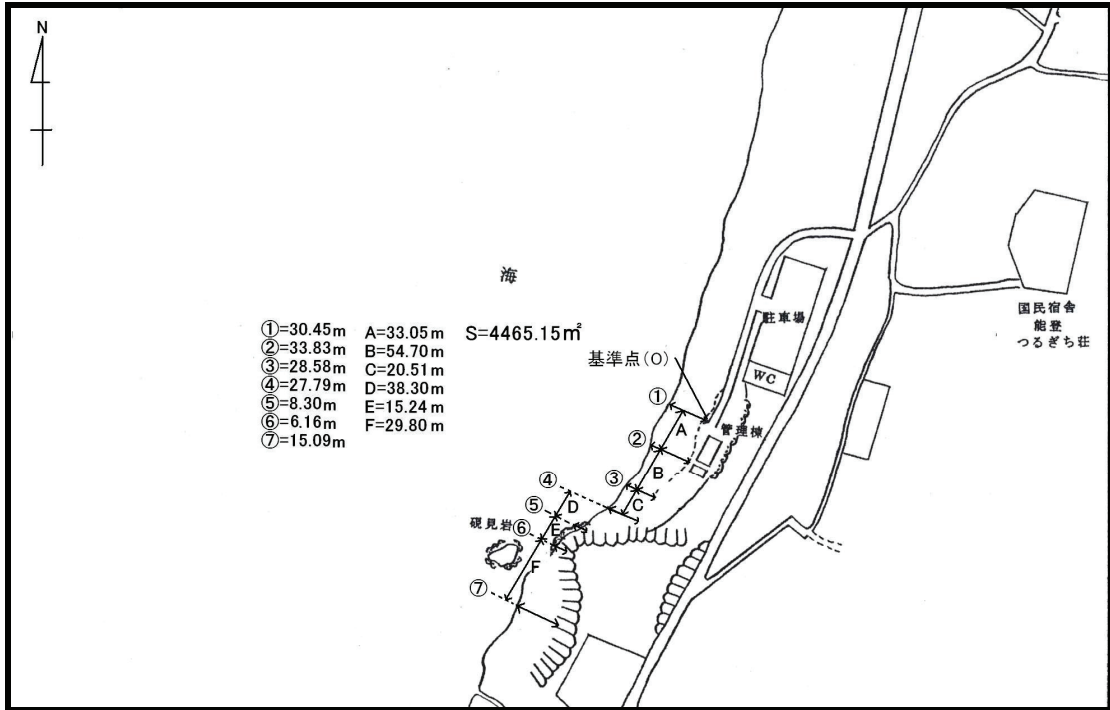 N
海
①=30.45m
②=33.83m
③=28.58m
④=27.79m
⑤=8.30m
⑥=6.16m
⑦=15.09m
A=33.05m
B=54.70m
C=20.51m
D=38.30m
E=15.24m
F=29.80m
S=4465.15㎡
基準点(O)
駐車場
WC
管理棟
国民宿舎
能登
つるぎち荘
①
A
②
B
③
C
④
D
⑤
E
⑥
F
⑦
硯見岩